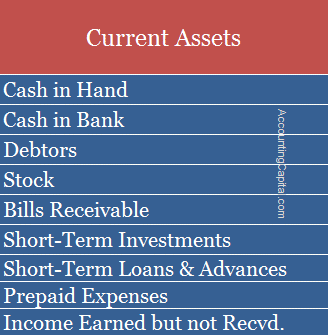 Current Assets
Cash in Hand
Cash in Bank
Debtors
Stock
Bills Receivable
Short-Term Investments
Short-Term Loans & Advances
Prepaid Expenses
Income Earned but not Recvd.
AccountingCapital.com